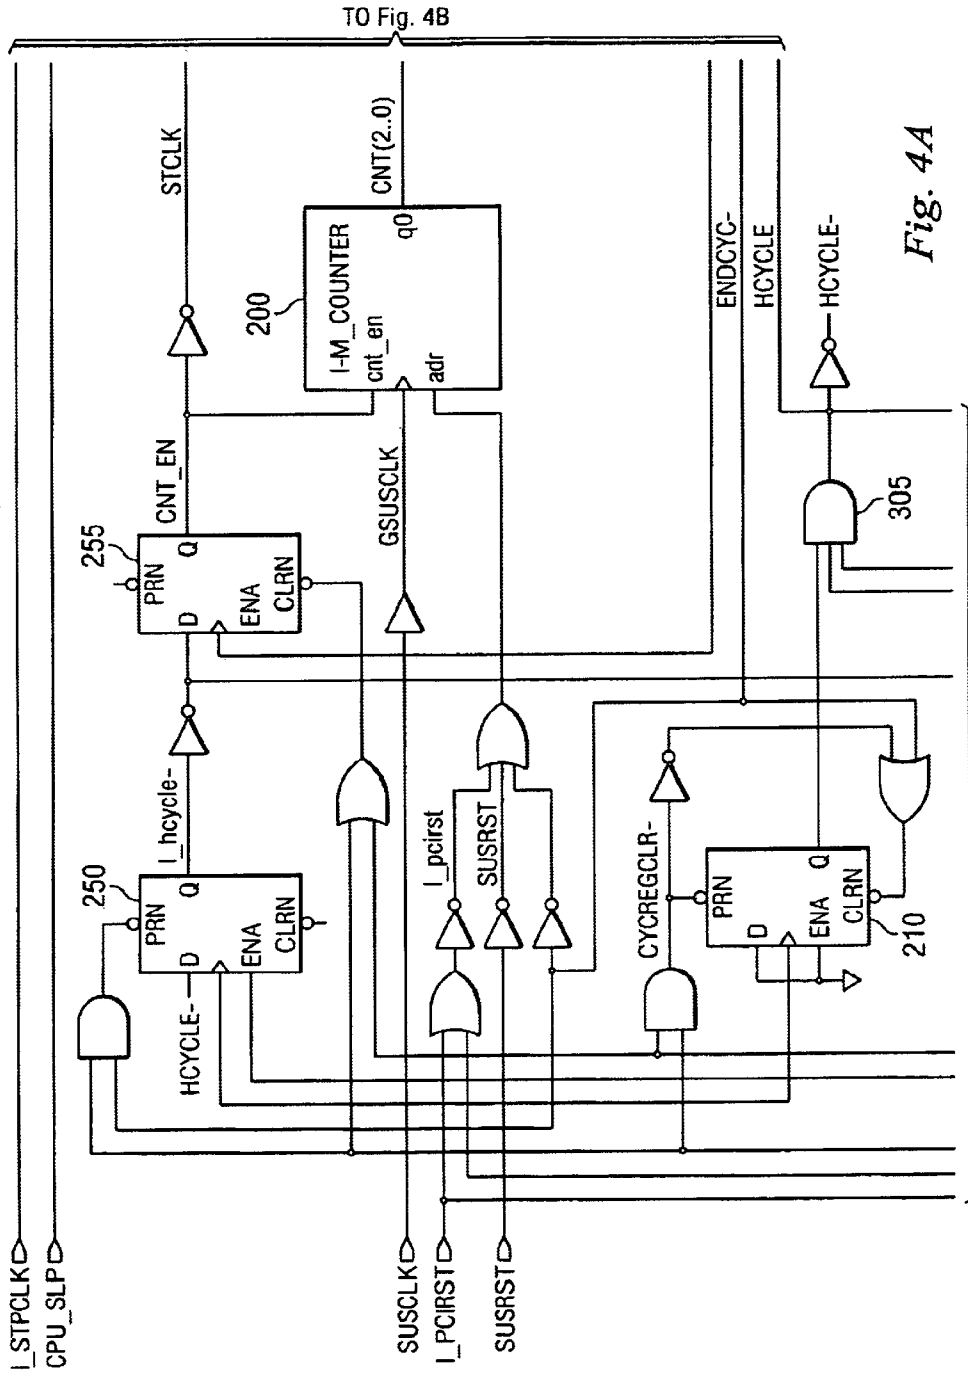 TO Fig. 4B
STCLK
CNT(2..0)
200
I-M_COUNTER
cnt_en
q0
adr
CNT_EN
GSUSCLK
ENDCYC-
HCYCLE
HCYCLE-
Fig. 4A
305
255
PRN
D
Q
ENA
CLRN
I_hcycle-
250
PRN
D
Q
ENA
CLRN
HCYCLE-
I_pcirst
SUSRST
CYCREGCLR-
PRN
D
Q
ENA
CLRN
210
I_STPCLK
CPU_SLP
SUSCLK
I_PCIRST
SUSRST